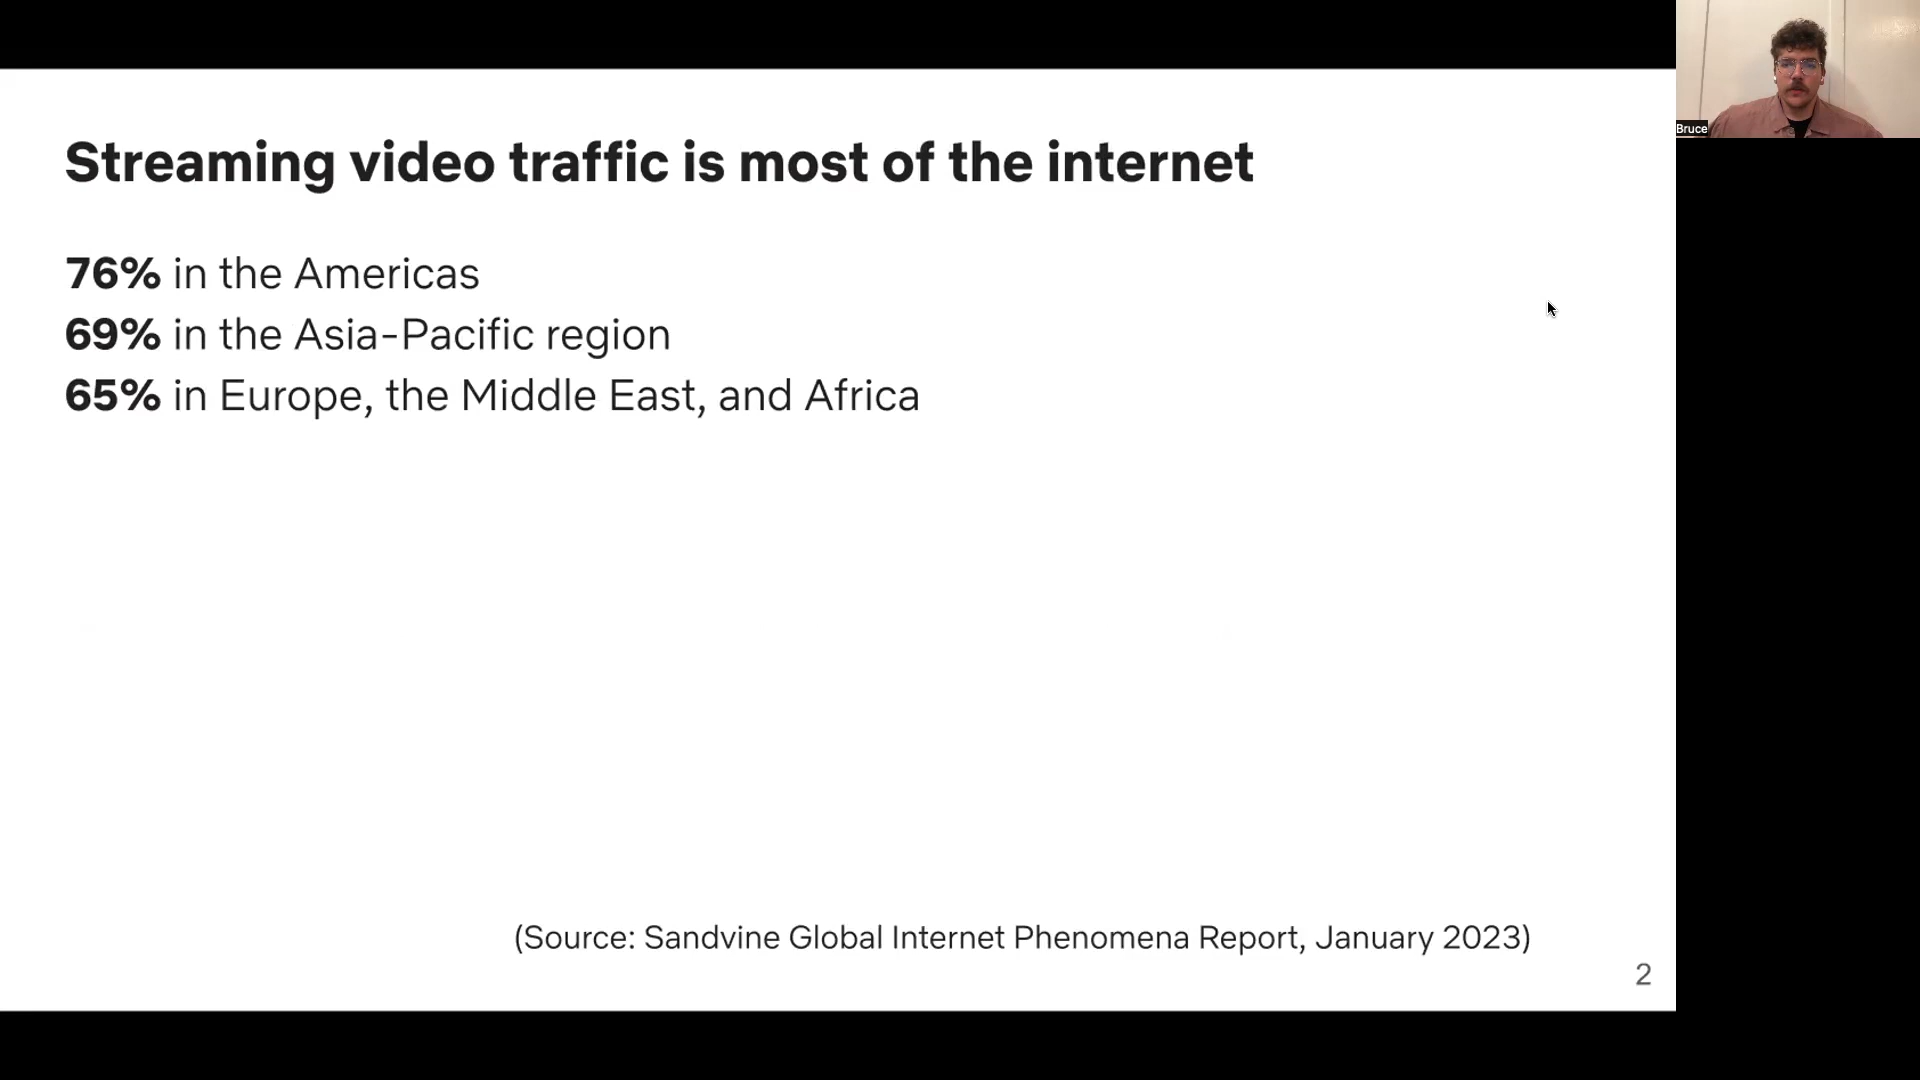 Streaming video traffic is most of the internet
76% in the Americas
69% in the Asia-Pacific region
65% in Europe, the Middle East, and Africa
(Source: Sandvine Global Internet Phenomena Report, January 2023)
2
Bruce